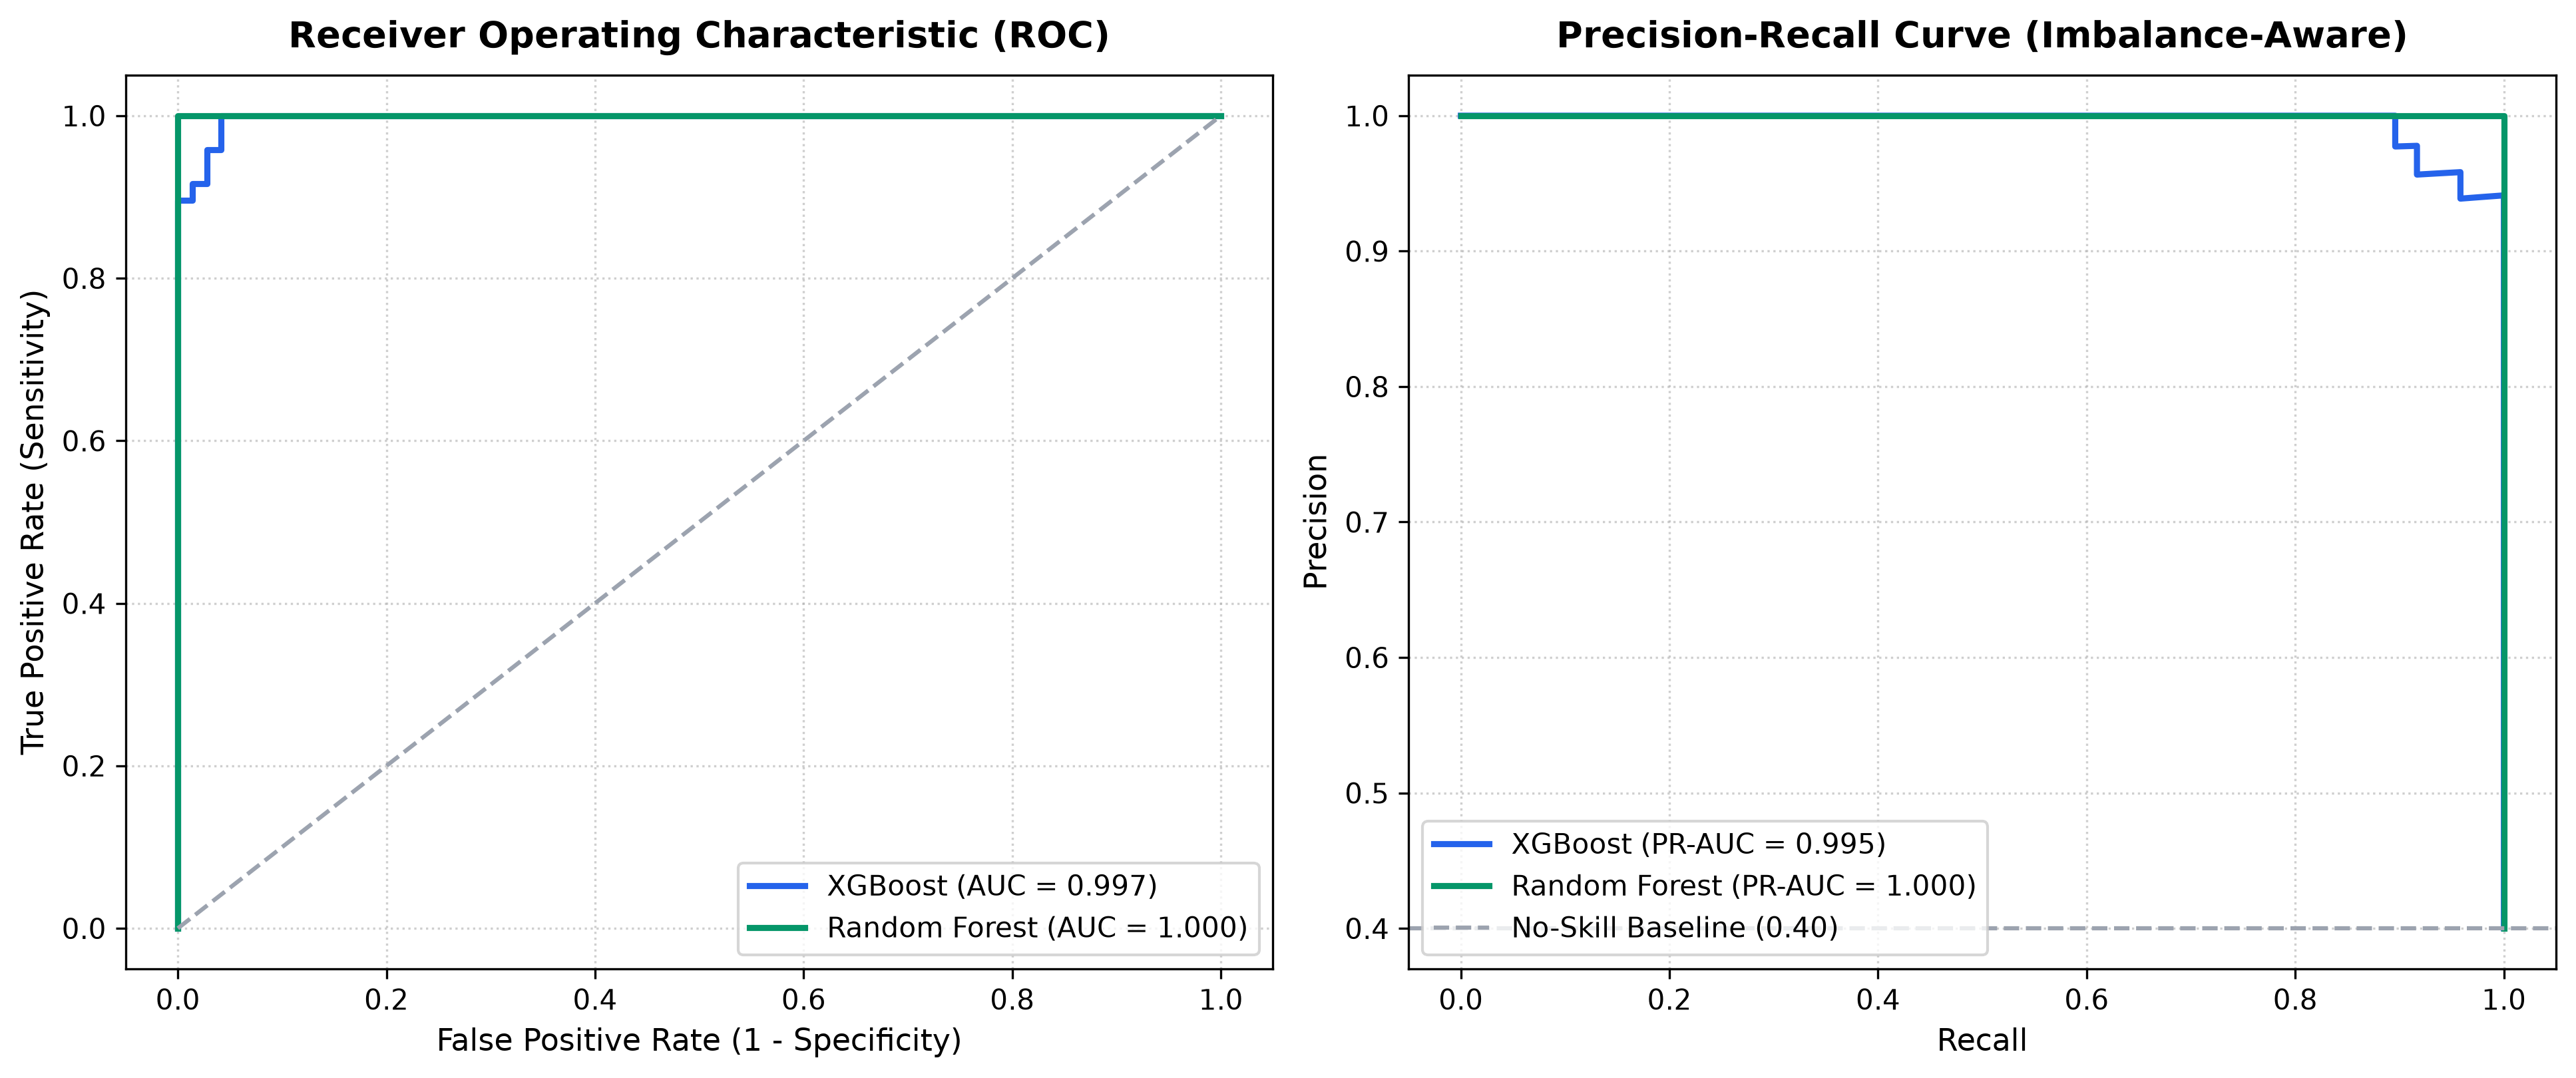 Receiver Operating Characteristic (ROC)
True Positive Rate (Sensitivity)
1.0
0.8
0.6
0.4
0.2
0.0
XGBoost (AUC = 0.997)
Random Forest (AUC = 1.000)
0.0 0.2 0.4 0.6 0.8 1.0
False Positive Rate (1 - Specificity)
Precision-Recall Curve (Imbalance-Aware)
Precision
1.0
0.9
0.8
0.7
0.6
0.5
0.4
XGBoost (PR-AUC = 0.995)
Random Forest (PR-AUC = 1.000)
No-Skill Baseline (0.40)
0.0 0.2 0.4 0.6 0.8 1.0
Recall